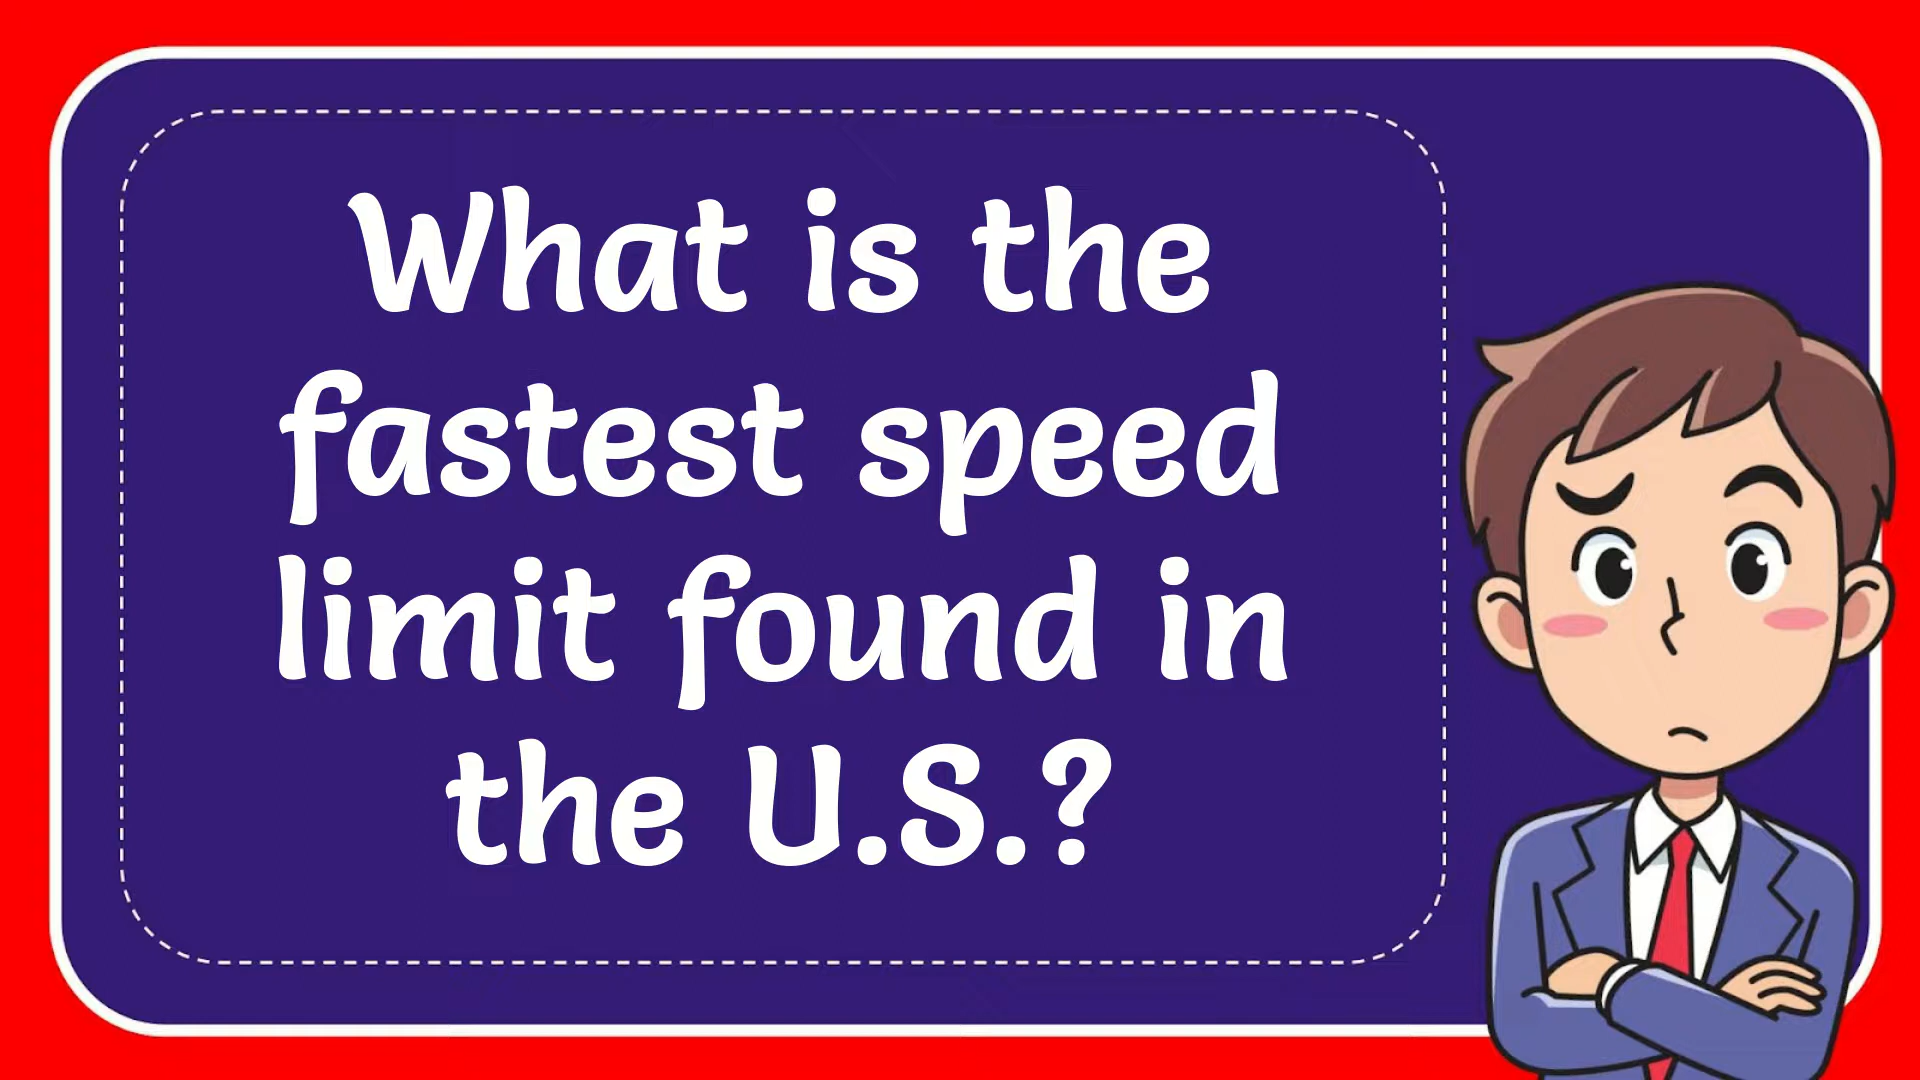 What is the
fastest speed
limit found in
the U.S.?